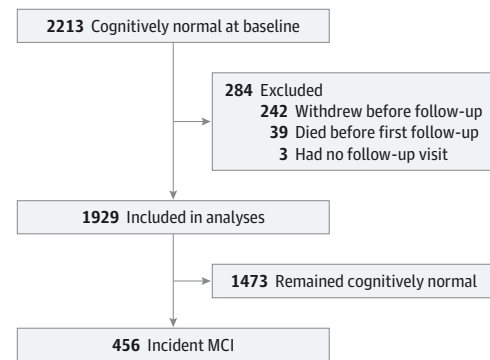 2213 Cognitively normal at baseline
284 Excluded
242 Withdrew before follow-up
39 Died before first follow-up
3 Had no follow-up visit
1929 Included in analyses
1473 Remained cognitively normal
456 Incident MCI